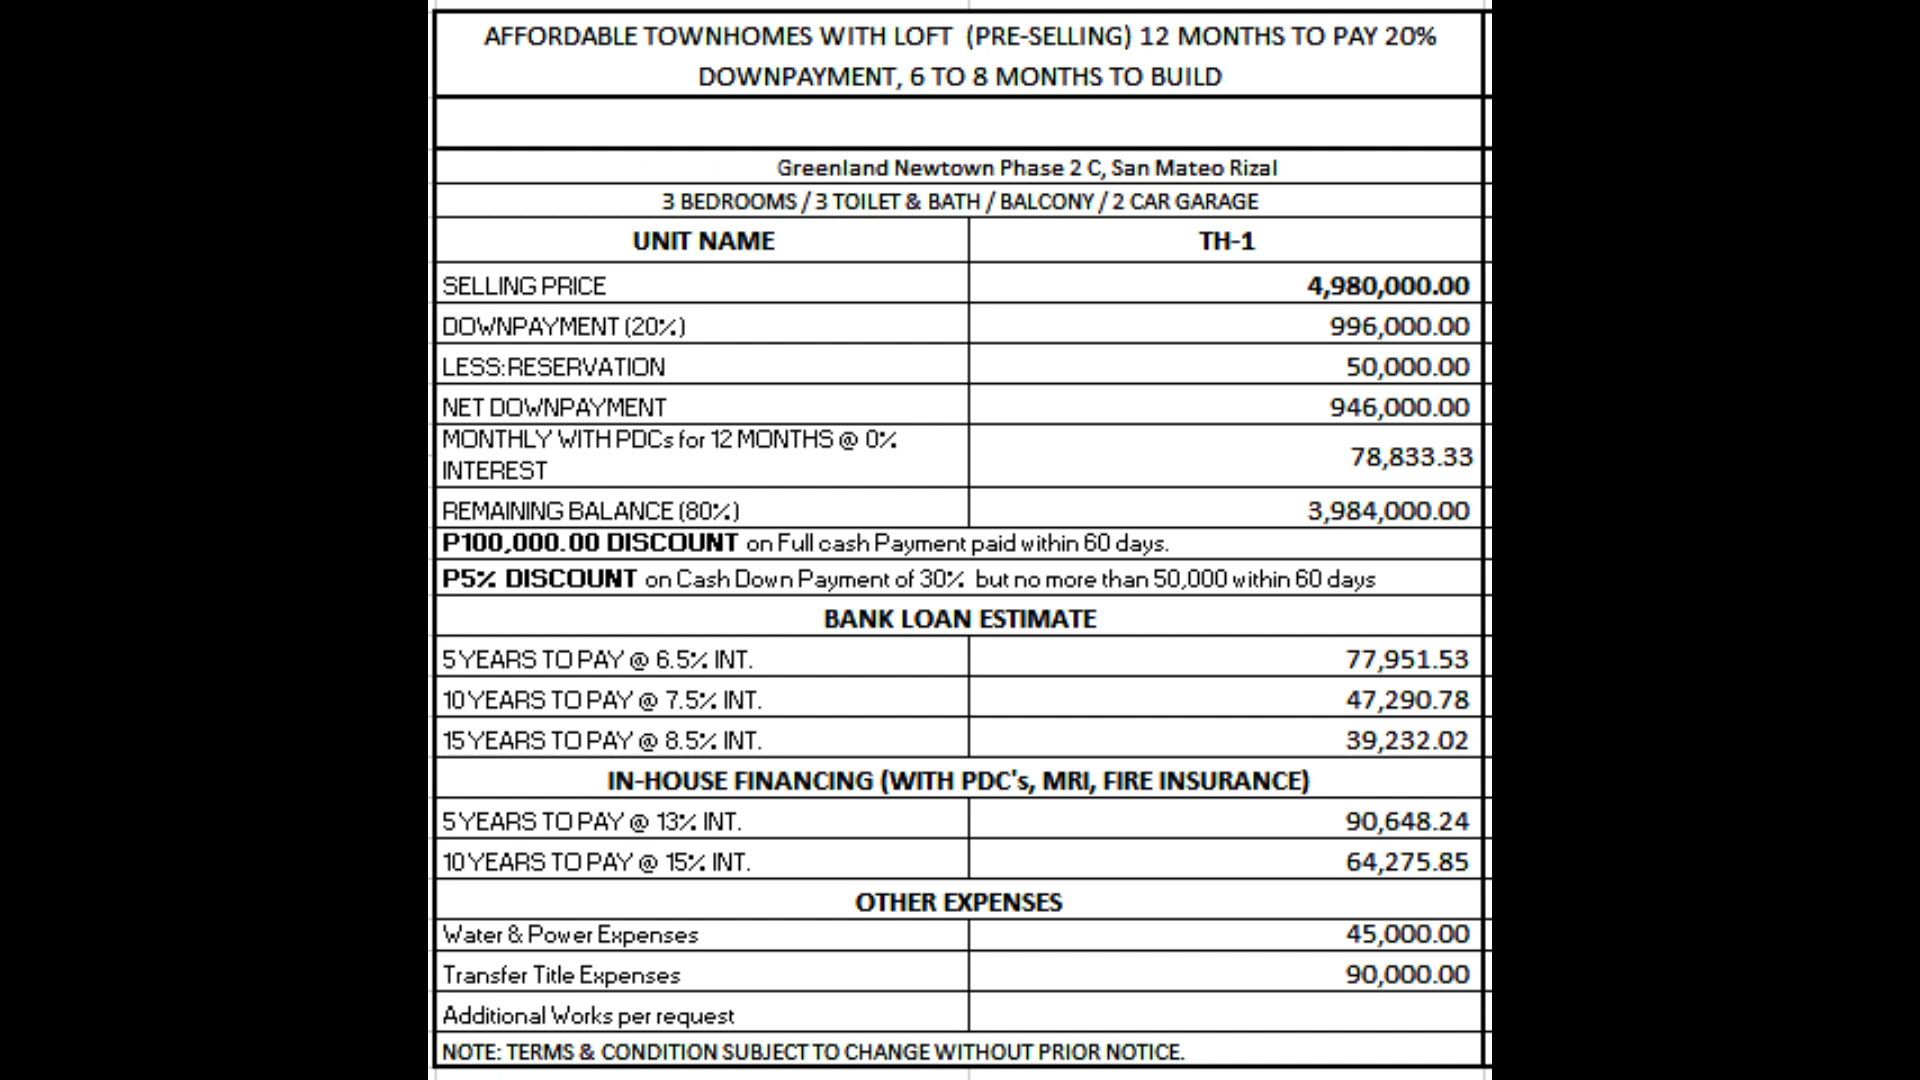 AFFORDABLE TOWNHOMES WITH LOFT (PRE-SELLING) 12 MONTHS TO PAY 20%
DOWNPAYMENT, 6 TO 8 MONTHS TO BUILD
Greenland Newtown Phase 2 C, San Mateo Rizal
3 BEDROOMS / 3 TOILET & BATH / BALCONY / 2 CAR GARAGE
UNIT NAME TH-1
SELLING PRICE 4,980,000.00
DOWNPAYMENT (20%) 996,000.00
LESS:RESERVATION 50,000.00
NET DOWNPAYMENT 946,000.00
MONTHLY WITH PDCs for 12 MONTHS @ 0%
INTEREST 78,833.33
REMAINING BALANCE (80%) 3,984,000.00
P100,000.00 DISCOUNT on Full cash Payment paid within 60 days.
P5% DISCOUNT on Cash Down Payment of 30% but no more than 50,000 within 60 days
BANK LOAN ESTIMATE
5 YEARS TO PAY @ 6.5% INT. 77,951.53
10 YEARS TO PAY @ 7.5% INT. 47,290.78
15 YEARS TO PAY @ 8.5% INT. 39,232.02
IN-HOUSE FINANCING (WITH PDC's, MRI, FIRE INSURANCE)
5 YEARS TO PAY @ 13% INT. 90,648.24
10 YEARS TO PAY @ 15% INT. 64,275.85
OTHER EXPENSES
Water & Power Expenses 45,000.00
Transfer Title Expenses 90,000.00
Additional Works per request
NOTE: TERMS & CONDITION SUBJECT TO CHANGE WITHOUT PRIOR NOTICE.